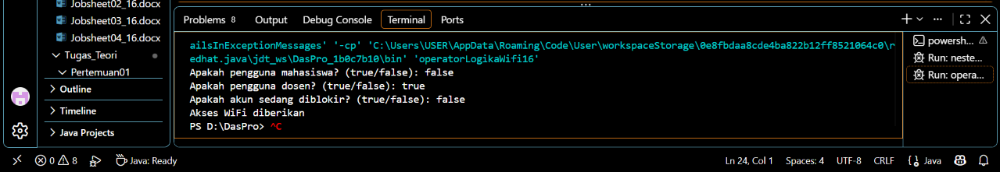 Jobsheet02_16.docx
Jobsheet03_16.docx
Jobsheet04_16.docx
Tugas_Teori
Pertemuan01
Outline
Timeline
Java Projects
Problems 8 Output Debug Console Terminal Ports
ailsInExceptionMessages' '-cp' 'C:\Users\USER\AppData\Roaming\Code\User\workspaceStorage\0e8fbdaa8cde4ba822b12ff8521064c0\r
edhat.java\jdt_ws\DasPro_1b0c7b10\bin' 'operatorLogikaWifi16'
Apakah pengguna mahasiswa? (true/false): false
Apakah pengguna dosen? (true/false): true
Apakah akun sedang diblokir? (true/false): false
Akses WiFi diberikan
PS D:\DasPro> ^C
powersh...
Run: neste...
Run: opera...
0 8 Java: Ready Ln 24, Col 1 Spaces: 4 UTF-8 CRLF Java